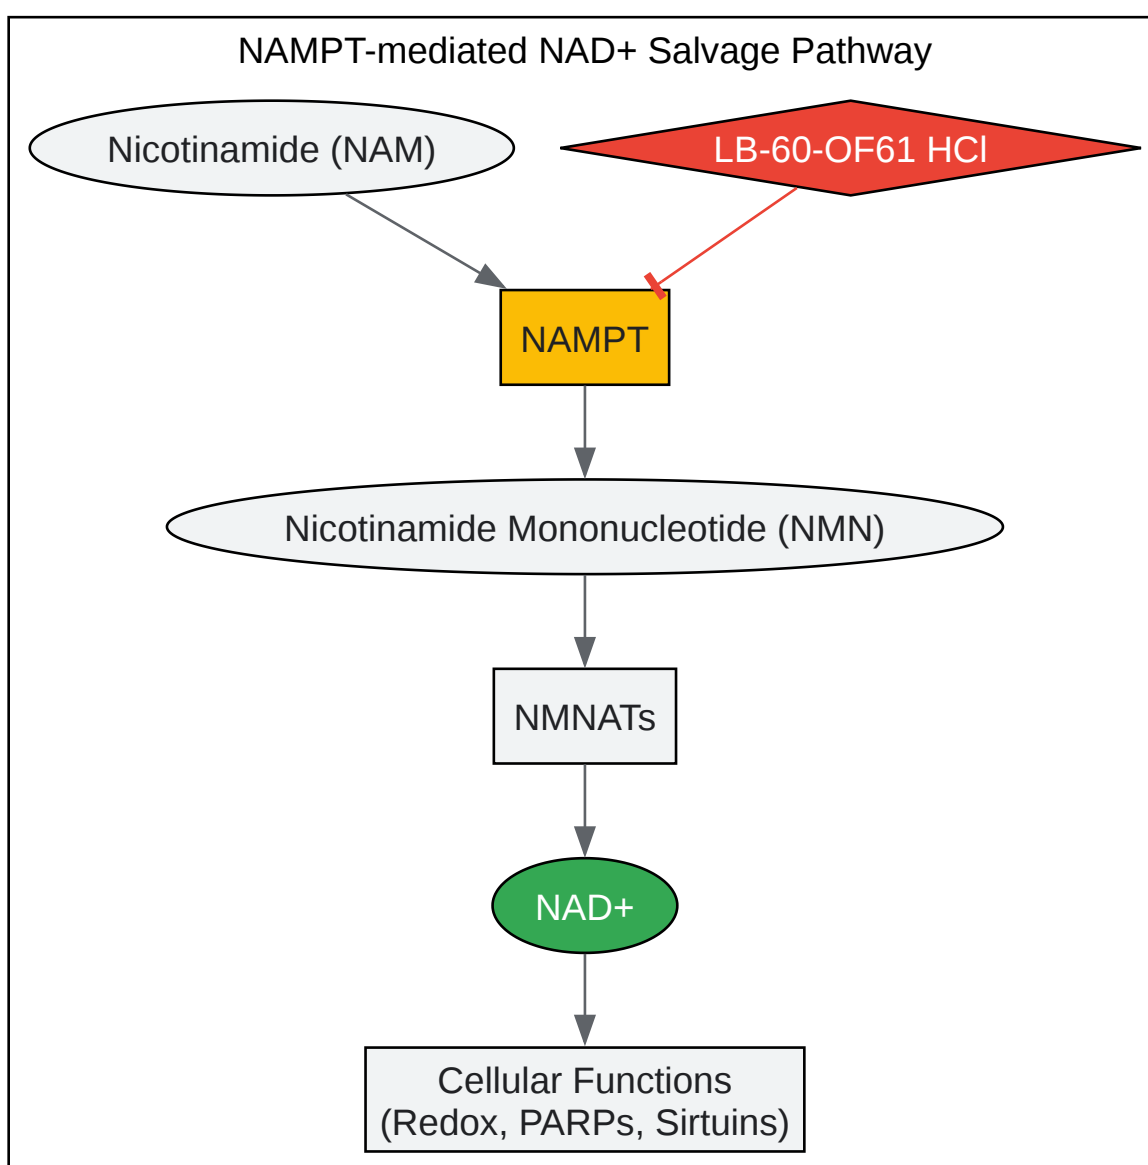 NAMPT-mediated NAD+ Salvage Pathway
Nicotinamide (NAM)
LB-60-OF61 HCl
NAMPT
Nicotinamide Mononucleotide (NMN)
NMNATs
NAD+
Cellular Functions
(Redox, PARPs, Sirtuins)